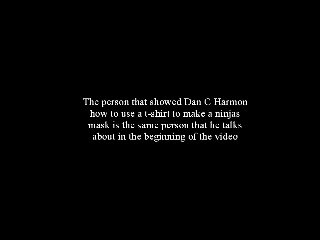 The person that showed Dan C Harmon
how to use a t-shirt to make a ninjas
mask is the same person that he talks
about in the beginning of the video